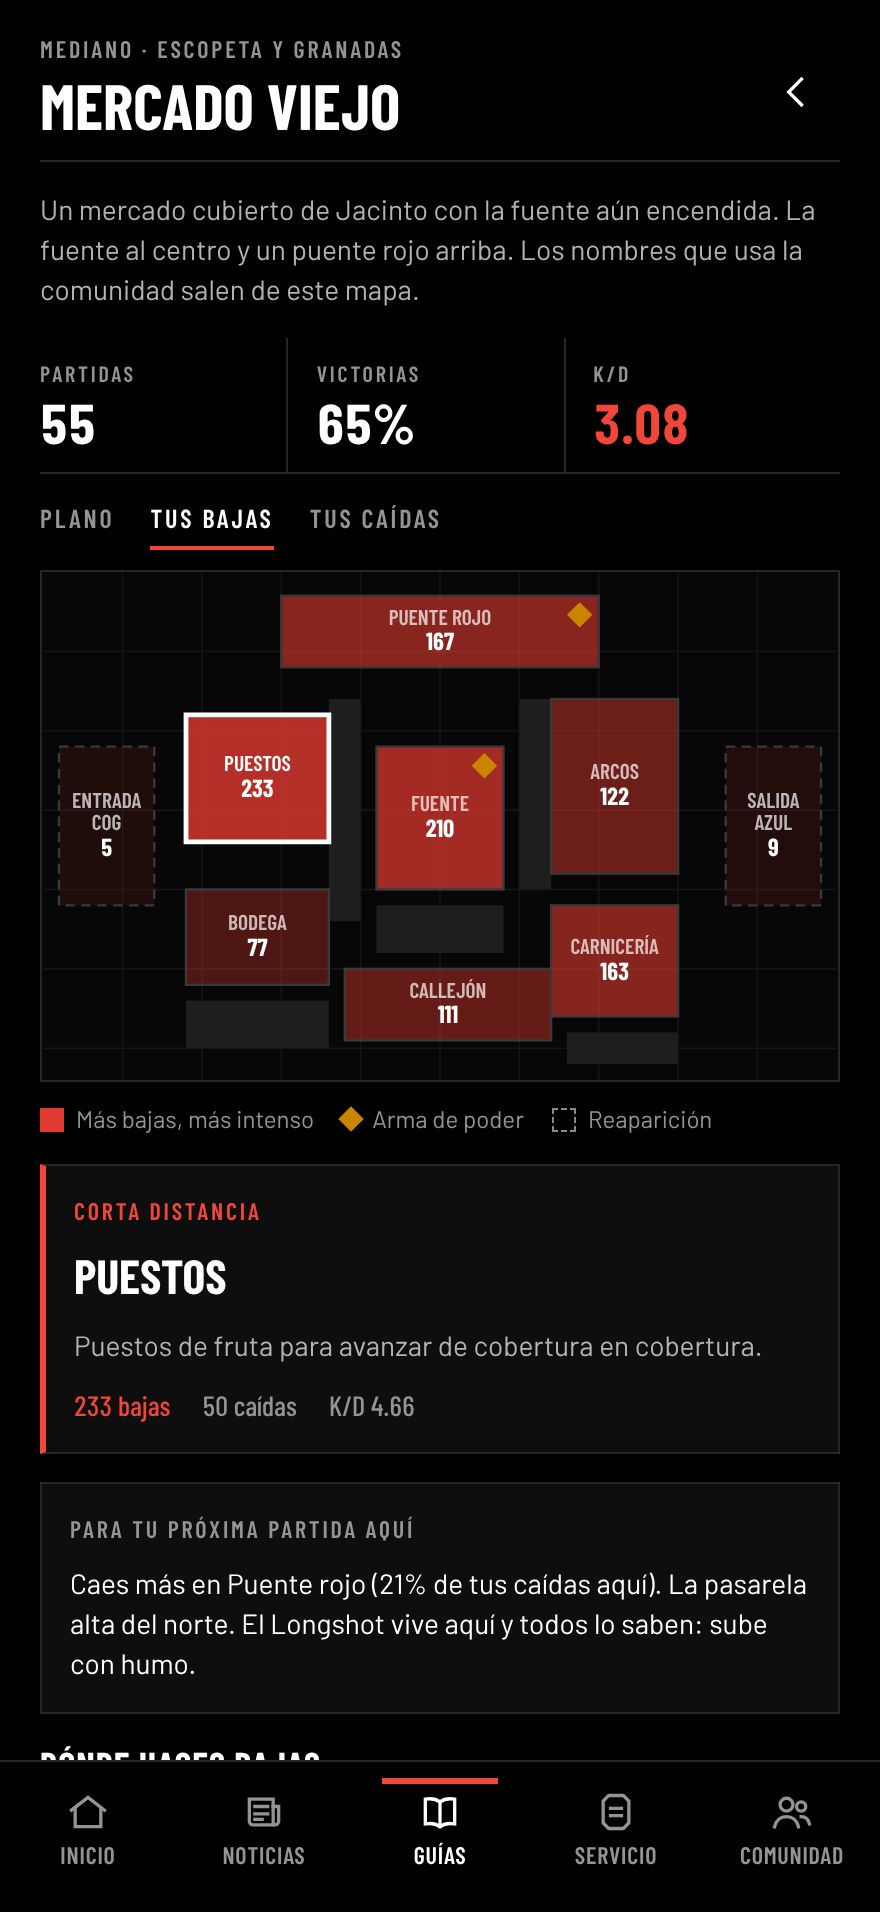 MEDIANO · ESCOPETA Y GRANADAS
MERCADO VIEJO
Un mercado cubierto de Jacinto con la fuente aún encendida. La
fuente al centro y un puente rojo arriba. Los nombres que usa la
comunidad salen de este mapa.
PARTIDAS
55
VICTORIAS
65%
K/D
3.08
PLANO TUS BAJAS TUS CAÍDAS
PUENTE ROJO
167
PUESTOS
233
FUENTE
210
ARCOS
122
ENTRADA
COG
5
SALIDA
AZUL
9
BODEGA
77
CARNICERÍA
163
CALLEJÓN
111
Más bajas, más intenso Arma de poder Reaparición
CORTA DISTANCIA
PUESTOS
Puestos de fruta para avanzar de cobertura en cobertura.
233 bajas 50 caídas K/D 4.66
PARA TU PRÓXIMA PARTIDA AQUÍ
Caes más en Puente rojo (21% de tus caídas aquí). La pasarela
alta del norte. El Longshot vive aquí y todos lo saben: sube
con humo.
DÓNDE HACES BAJAS
INICIO NOTICIAS GUÍAS SERVICIO COMUNIDAD